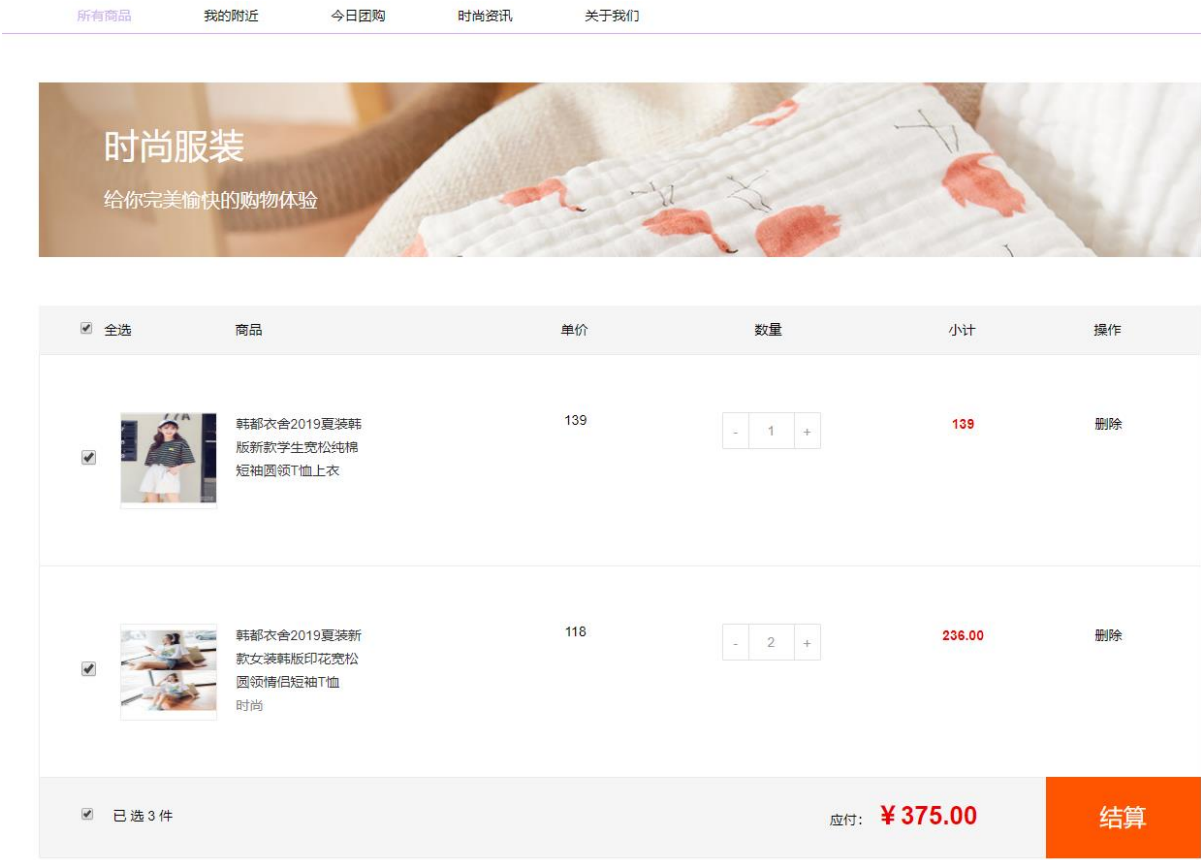 所有商品 我的附近 今日团购 时尚资讯 关于我们
时尚服装
给你完美愉快的购物体验
全选 商品 单价 数量 小计 操作
韩都衣舍2019夏装韩
版新款学生宽松纯棉
短袖圆领T恤上衣
139
- 1 +
139
删除
韩都衣舍2019夏装新
款女装韩版印花宽松
圆领情侣短袖T恤
时尚
118
- 2 +
236.00
删除
已选3件
应付： ¥375.00
结算